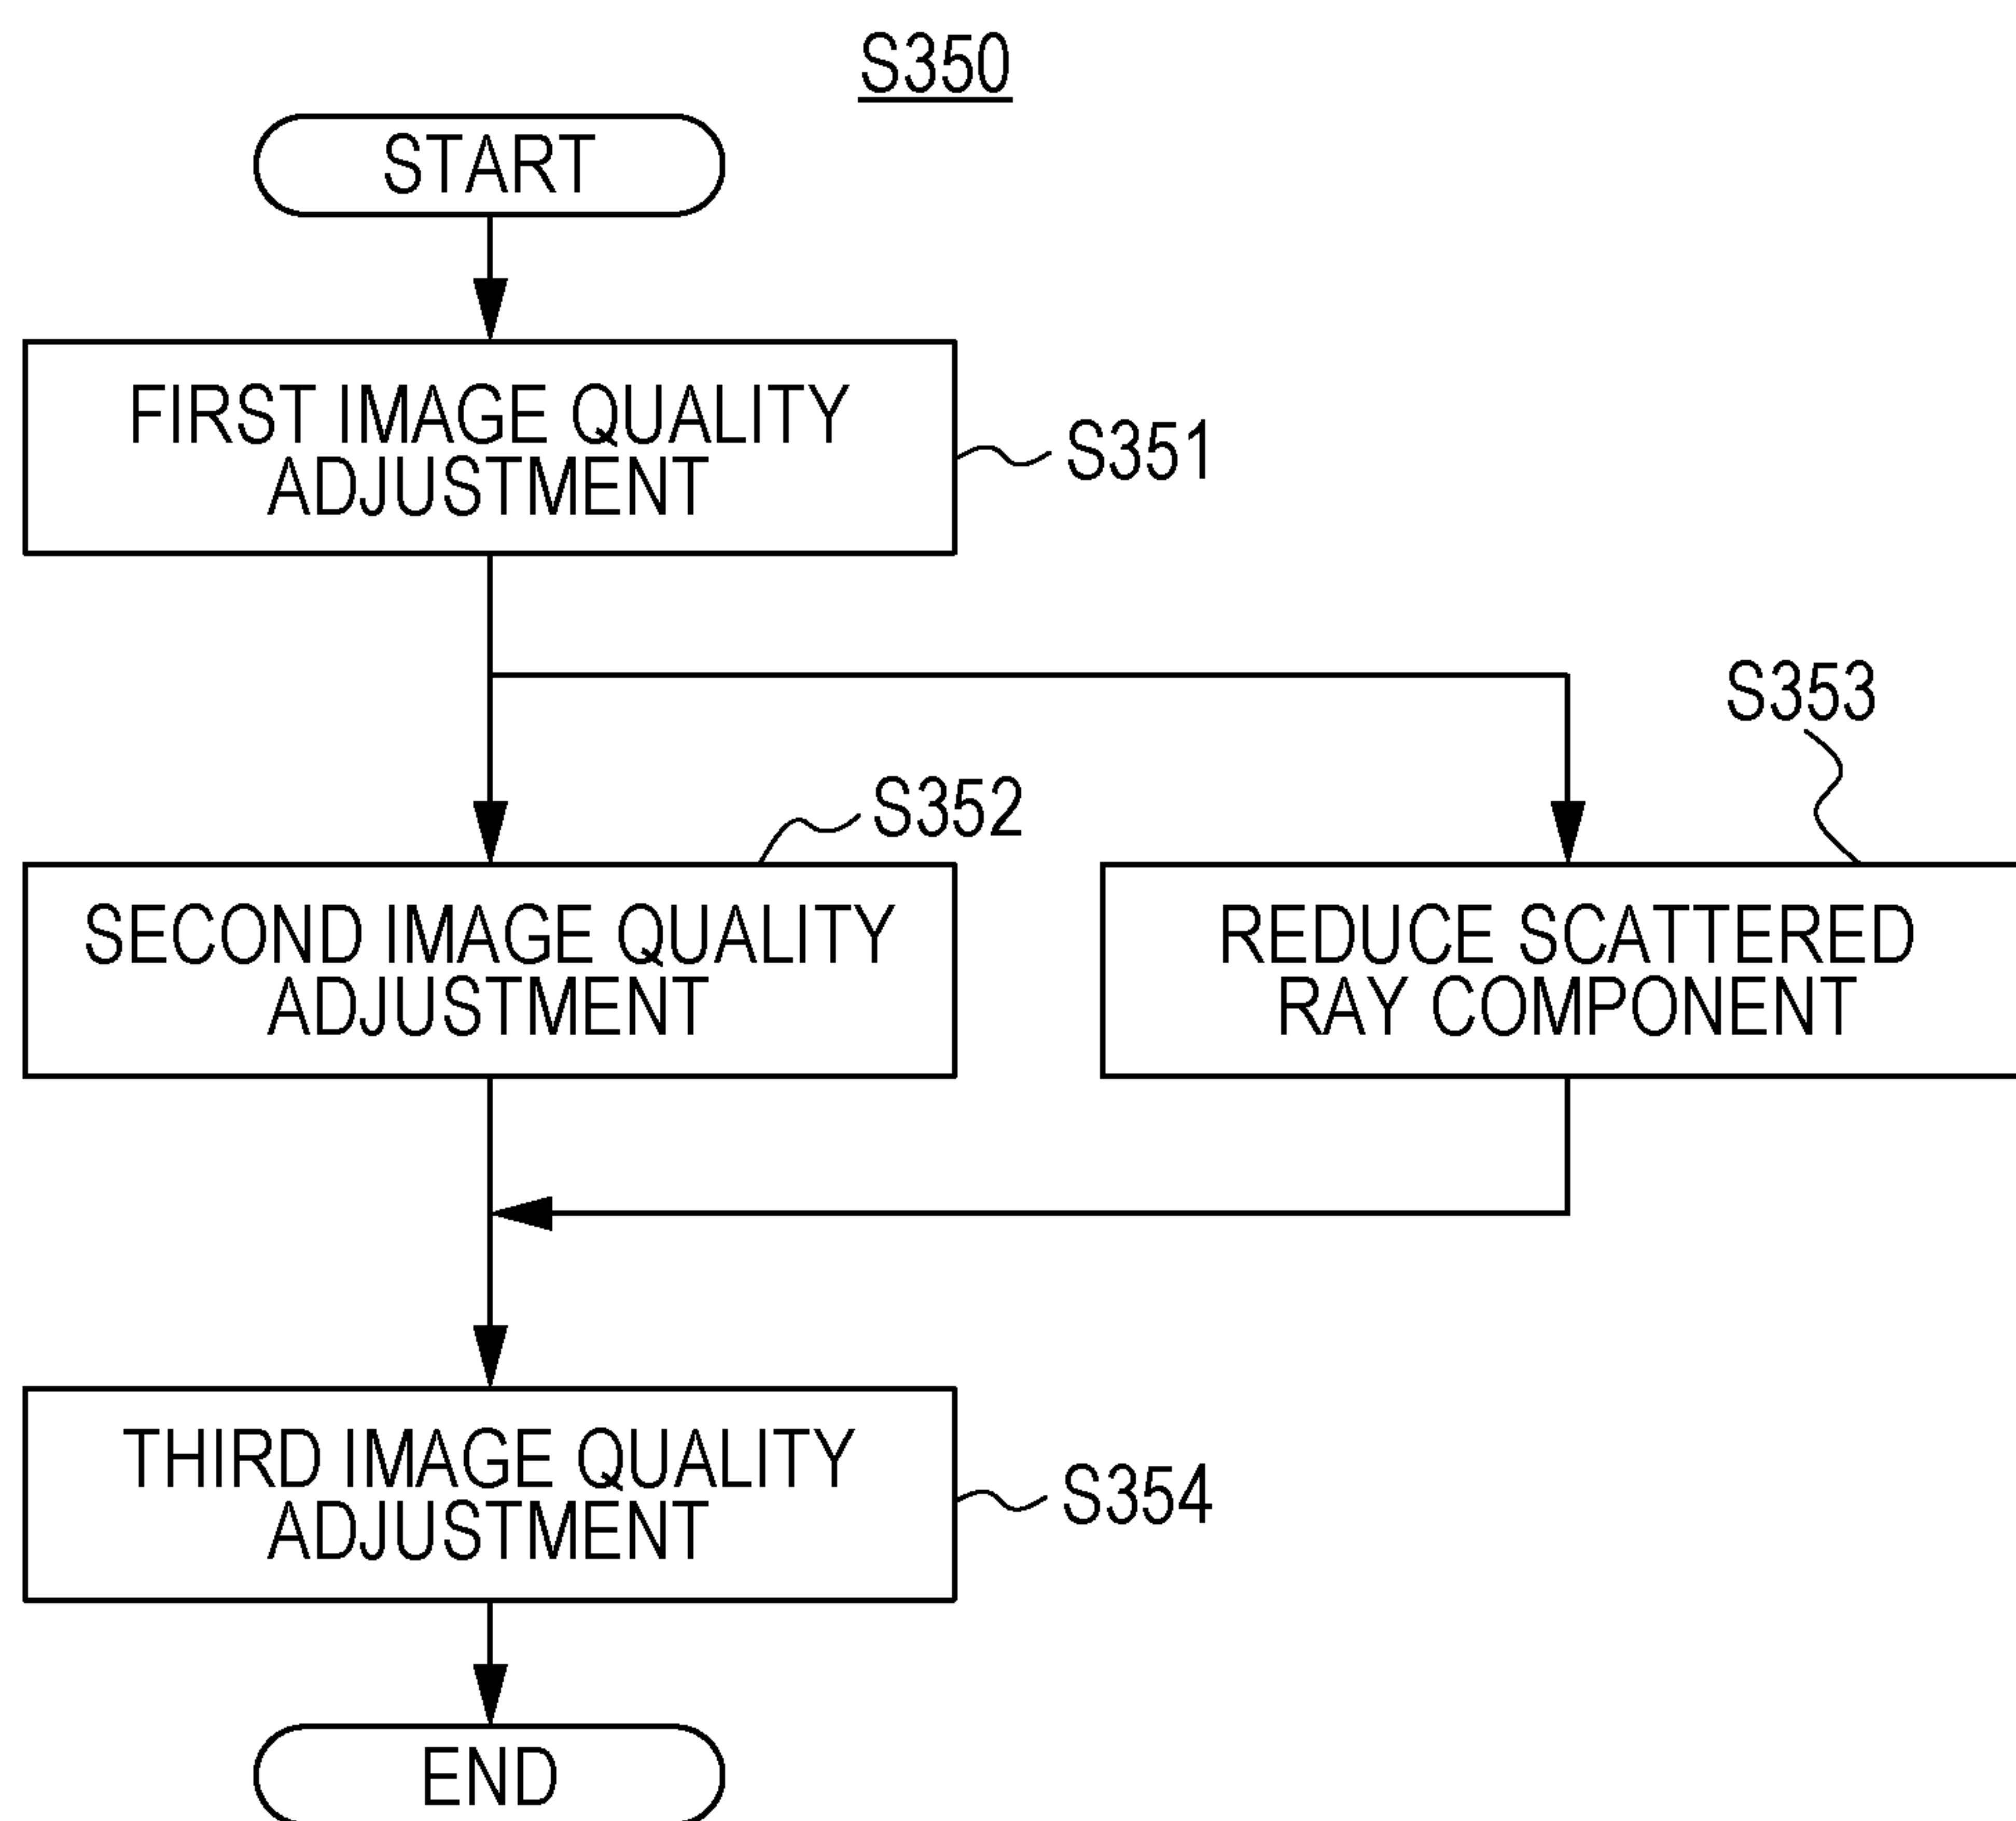 S350
START
FIRST IMAGE QUALITY
ADJUSTMENT
S351
S353
S352
SECOND IMAGE QUALITY
ADJUSTMENT
REDUCE SCATTERED
RAY COMPONENT
THIRD IMAGE QUALITY
ADJUSTMENT
S354
END